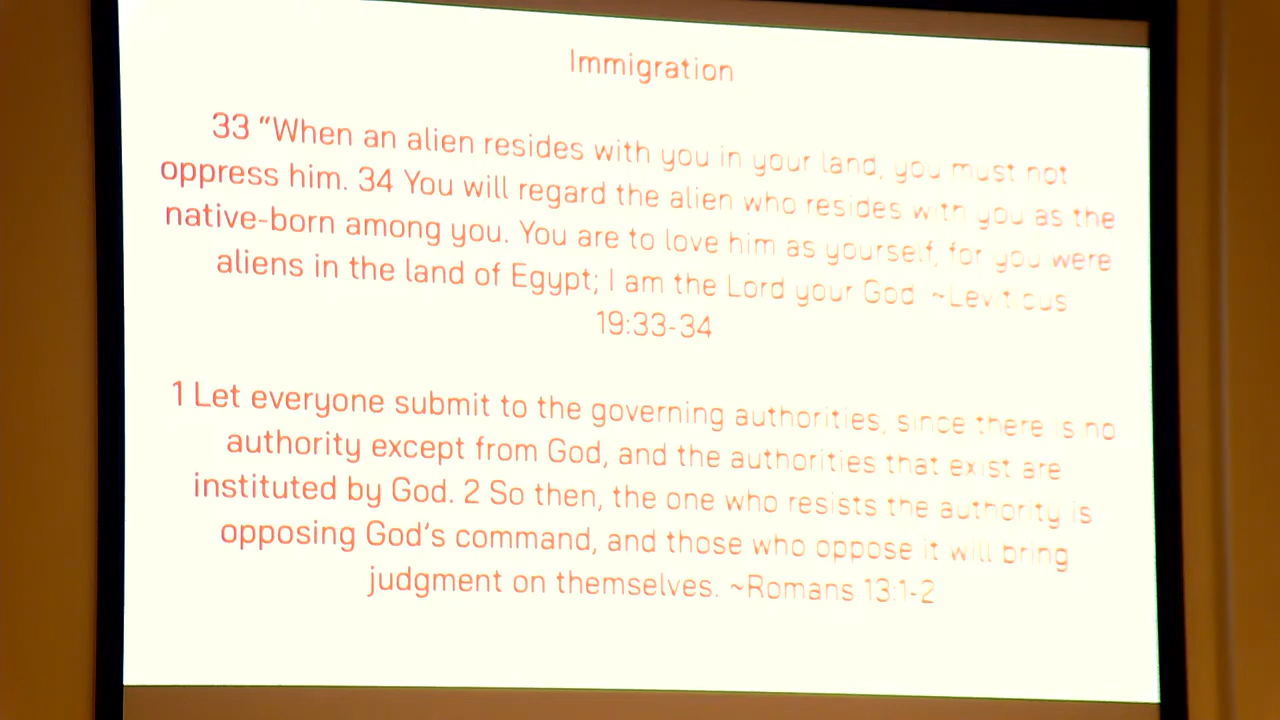 Immigration
33 “When an alien resides with you in your land, you must not
oppress him. 34 You will regard the alien who resides with you as the
native-born among you. You are to love him as yourself, for you were
aliens in the land of Egypt; I am the Lord your God ~Leviticus
19:33-34
1 Let everyone submit to the governing authorities, since there is no
authority except from God, and the authorities that exist are
instituted by God. 2 So then, the one who resists the authority is
opposing God’s command, and those who oppose it will bring
judgment on themselves. ~Romans 13:1-2